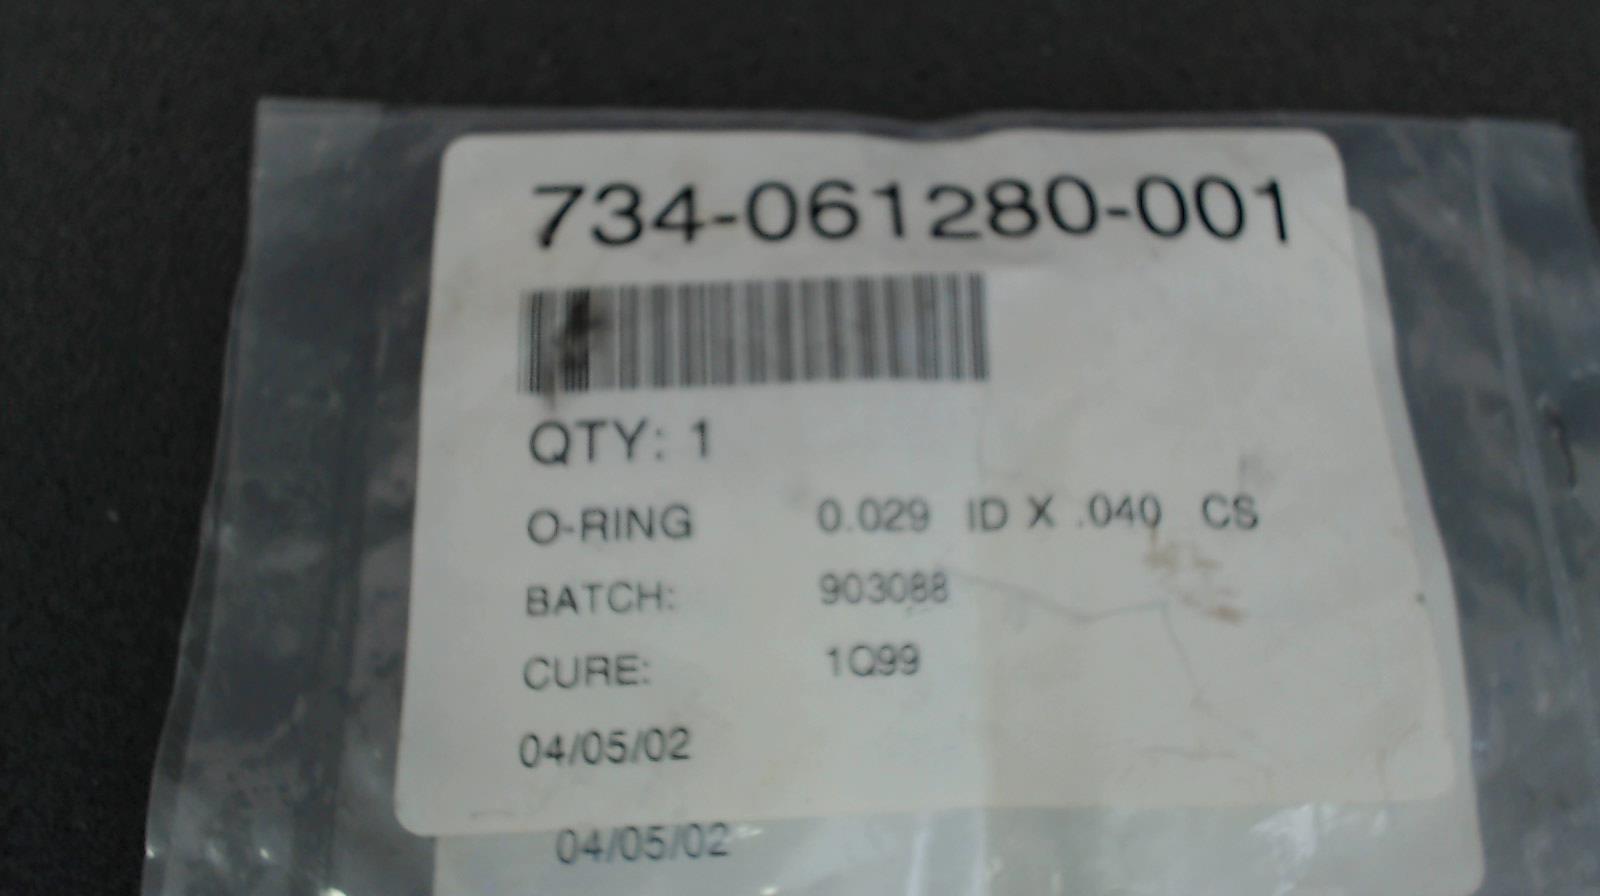 734-061280-001
QTY: 1
O-RING 0.029 ID X .040 CS
BATCH: 903088
CURE: 1Q99
04/05/02
04/05/02